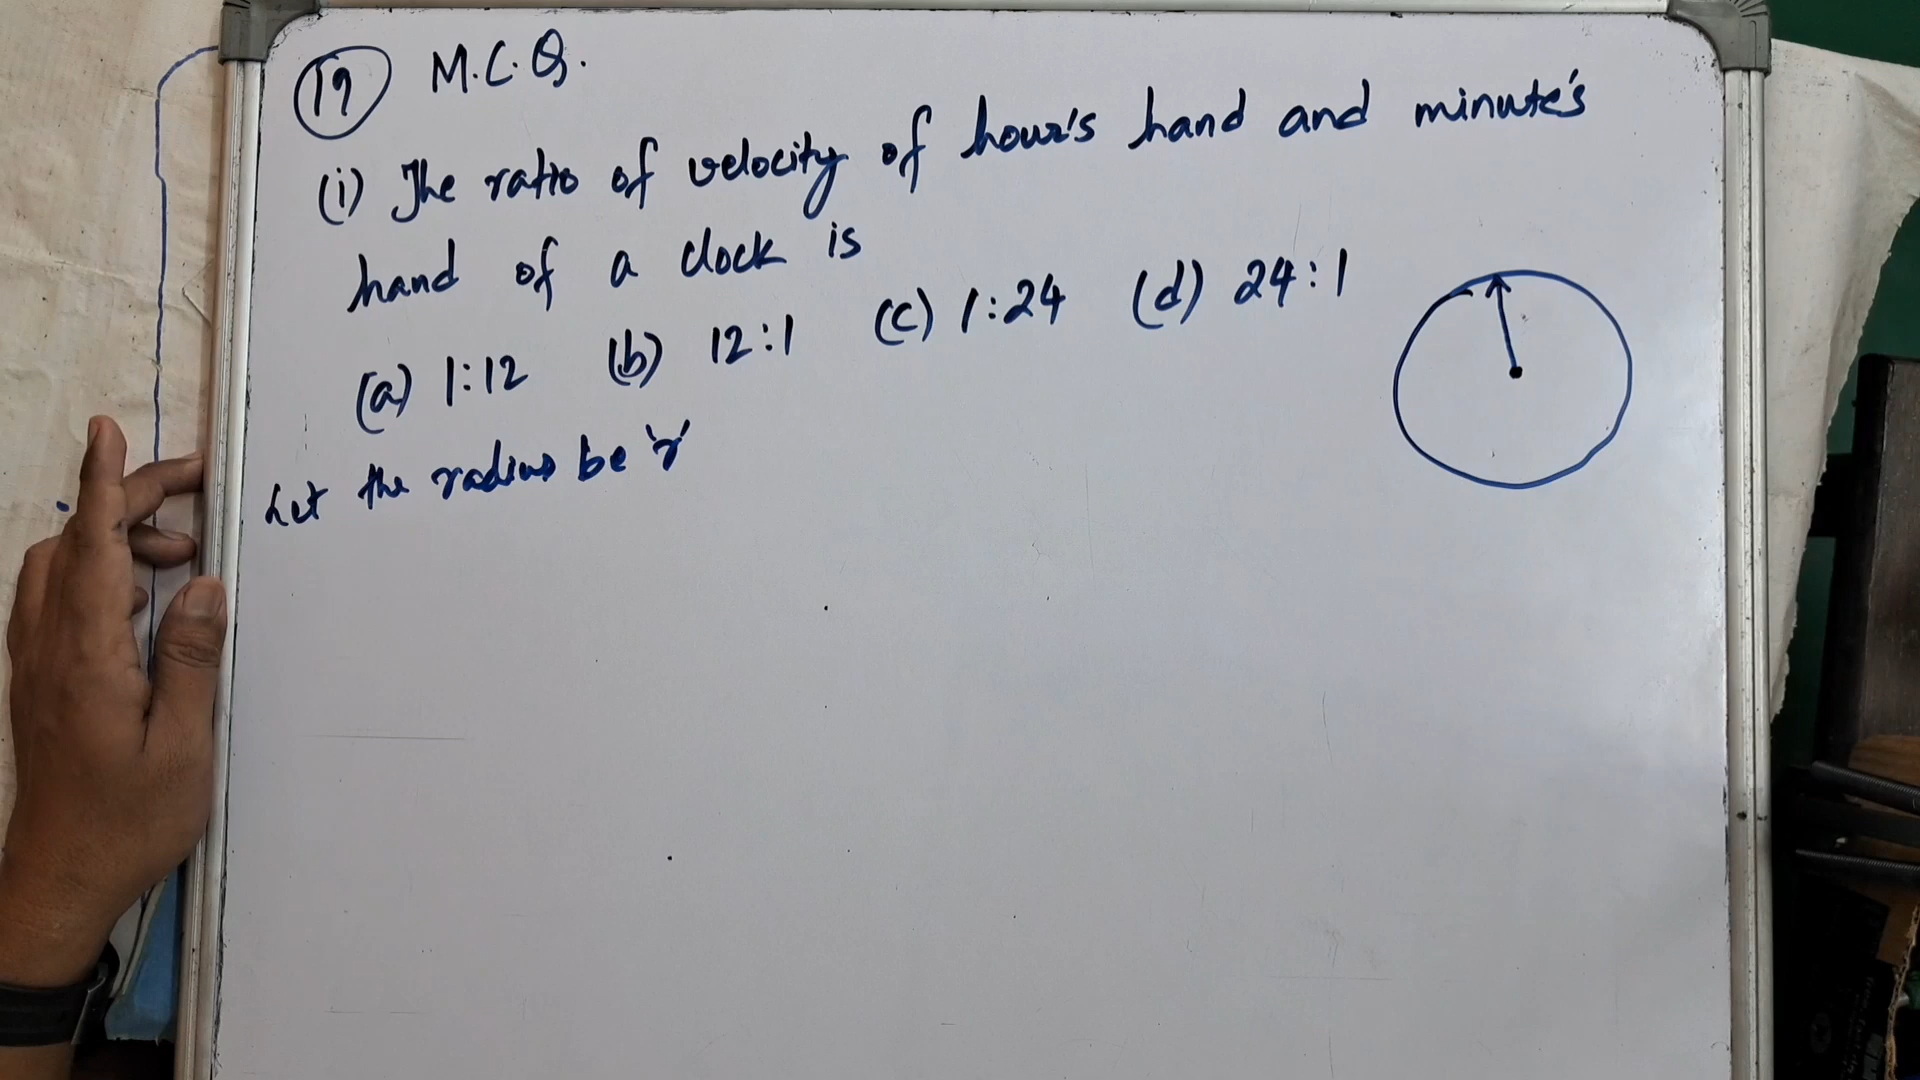 19 M.C.Q.
(i) The ratio of velocity of hour's hand and minute's
hand of a clock is
(a) 1:12 (b) 12:1 (c) 1:24 (d) 24:1
Let the radius be 'r'